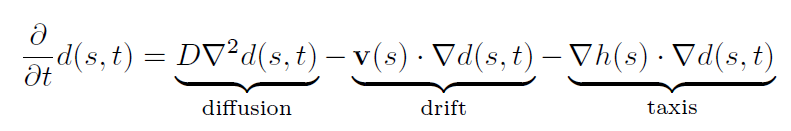 ∂/∂t d(s, t) = D∇²d(s, t) − v(s) · ∇d(s, t) − ∇h(s) · ∇d(s, t)
diffusion drift taxis